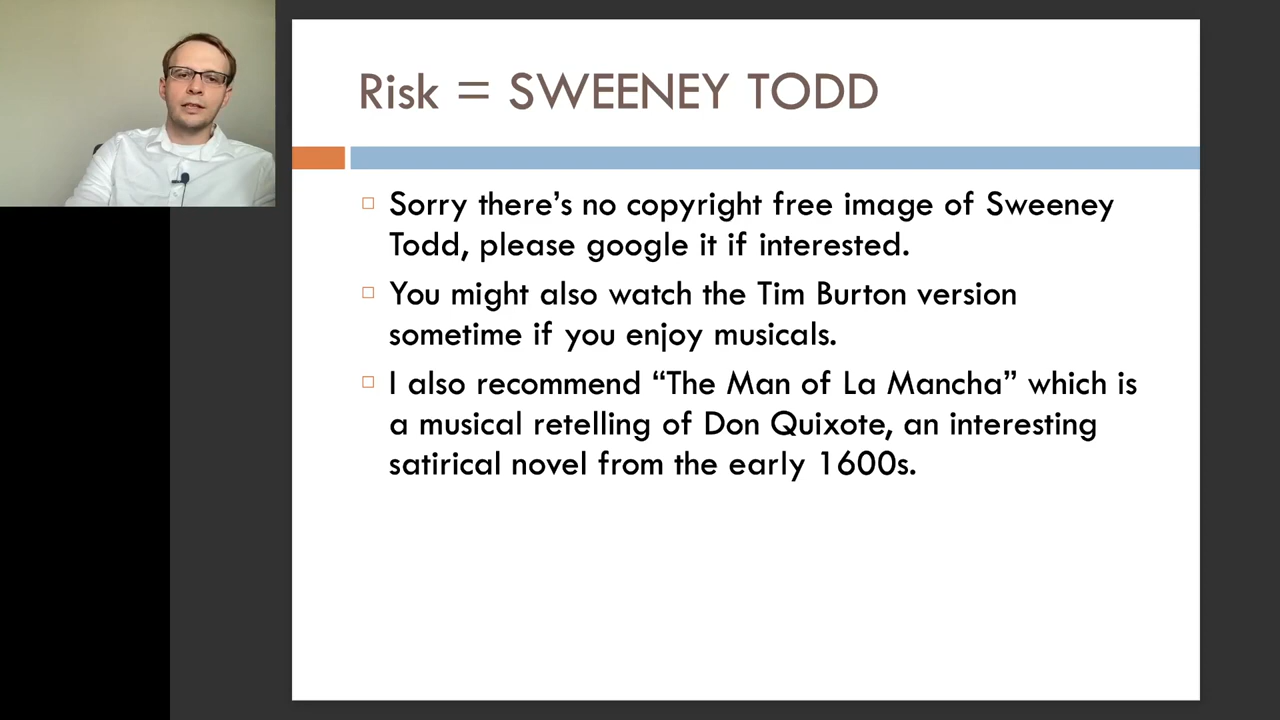 Risk = SWEENEY TODD
Sorry there’s no copyright free image of Sweeney
Todd, please google it if interested.
You might also watch the Tim Burton version
sometime if you enjoy musicals.
I also recommend “The Man of La Mancha” which is
a musical retelling of Don Quixote, an interesting
satirical novel from the early 1600s.